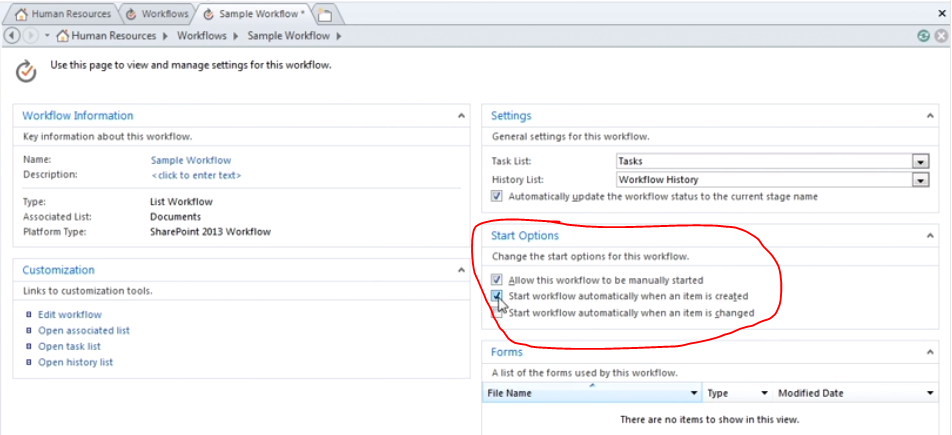 Human Resources
Workflows
Sample Workflow *
Human Resources
Workflows
Sample Workflow
Use this page to view and manage settings for this workflow.
Workflow Information
Key information about this workflow.
Name: Sample Workflow
Description: <click to enter text>
Type: List Workflow
Associated List: Documents
Platform Type: SharePoint 2013 Workflow
Customization
Links to customization tools.
Edit workflow
Open associated list
Open task list
Open history list
Settings
General settings for this workflow.
Task List: Tasks
History List: Workflow History
Automatically update the workflow status to the current stage name
Start Options
Change the start options for this workflow.
Allow this workflow to be manually started
Start workflow automatically when an item is created
Start workflow automatically when an item is changed
Forms
A list of the forms used by this workflow.
File Name Type Modified Date
There are no items to show in this view.